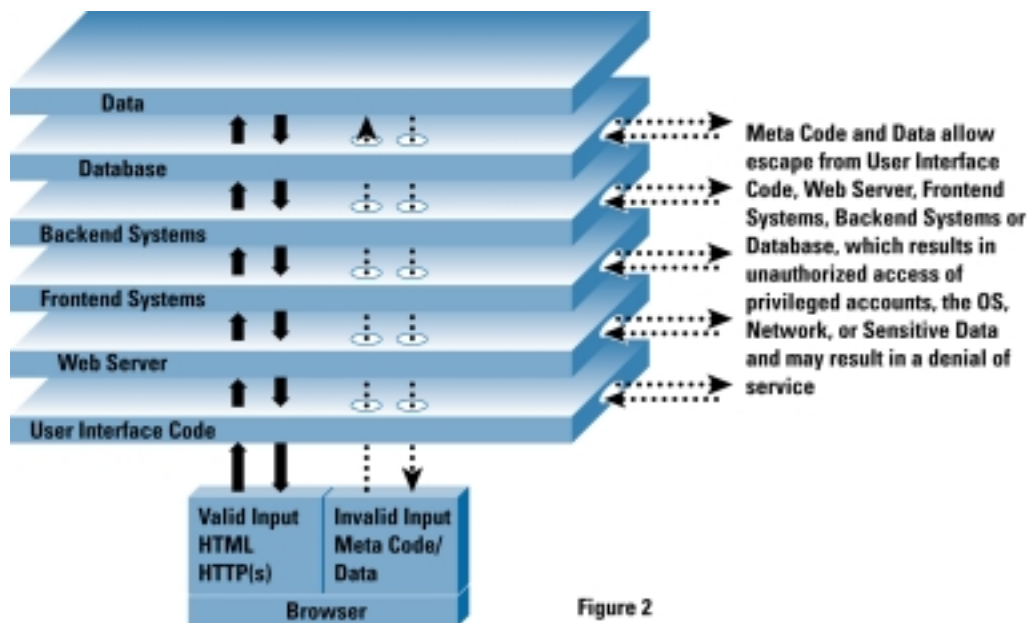 Data
Database
Backend Systems
Frontend Systems
Web Server
User Interface Code
Meta Code and Data allow
escape from User Interface
Code, Web Server, Frontend
Systems, Backend Systems or
Database, which results in
unauthorized access of
privileged accounts, the OS,
Network, or Sensitive Data
and may result in a denial of
service
Valid Input
HTML
HTTP(s)
Invalid Input
Meta Code/
Data
Browser
Figure 2